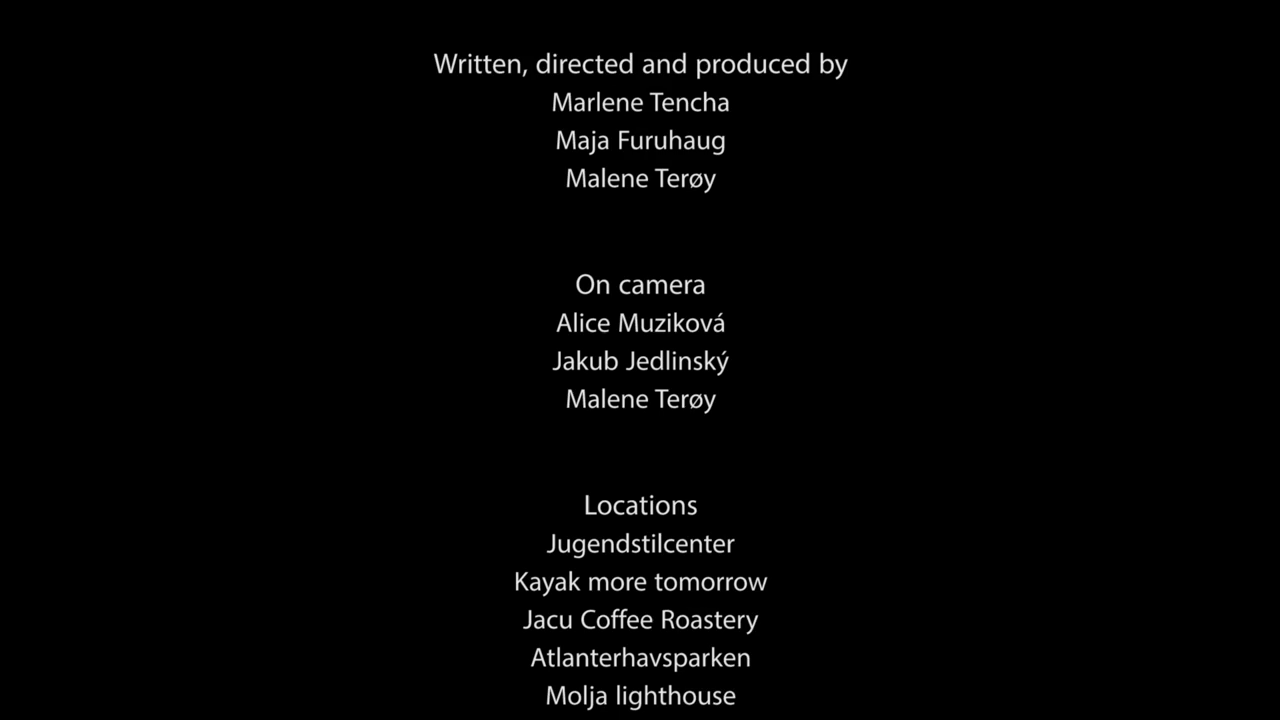 Written, directed and produced by
Marlene Tencha
Maja Furuhaug
Malene Terøy
On camera
Alice Muziková
Jakub Jedlinský
Malene Terøy
Locations
Jugendstilcenter
Kayak more tomorrow
Jacu Coffee Roastery
Atlanterhavsparken
Molja lighthouse